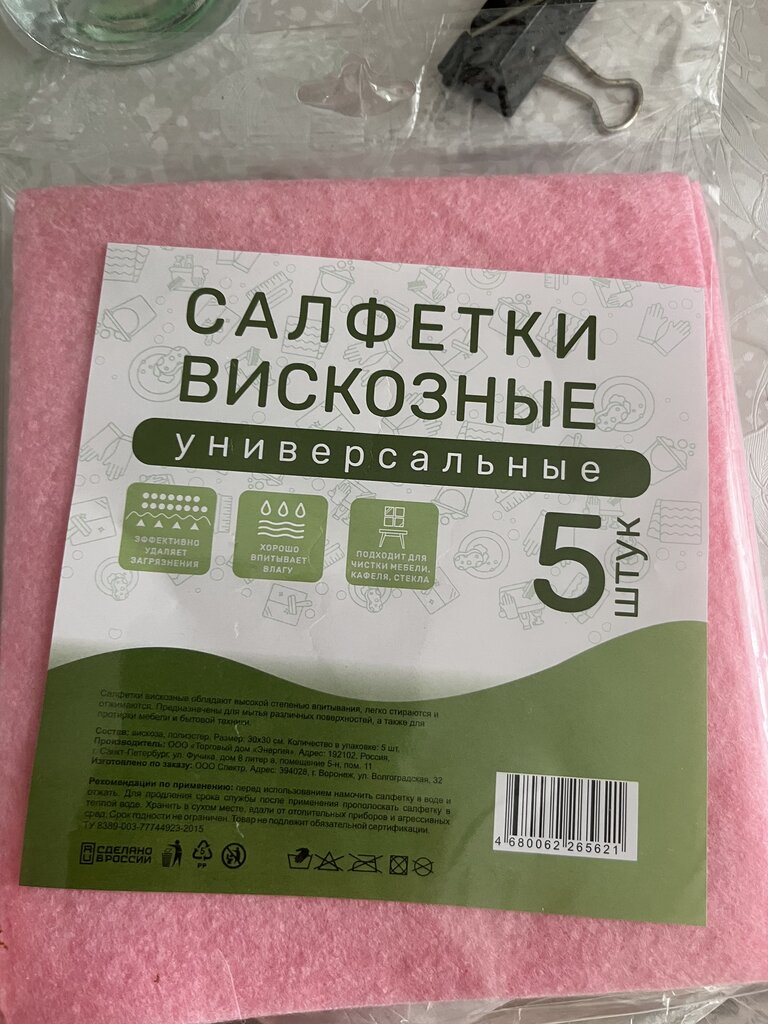 САЛФЕТКИ
ВИСКОЗНЫЕ
универсальные
ЭФФЕКТИВНО
УДАЛЯЕТ
ЗАГРЯЗНЕНИЯ
ХОРОШО
ВПИТЫВАЕТ
ВЛАГУ
ПОДХОДИТ ДЛЯ
ЧИСТКИ МЕБЕЛИ,
КАФЕЛЯ, СТЕКЛА
5
ШТУК
Салфетки вискозные обладают высокой степенью впитывания, легко стираются и
отжимаются. Предназначены для мытья различных поверхностей, а также для
протирки мебели и бытовой техники.
Состав: вискоза, полиэстер. Размер: 30х30 см. Количество в упаковке: 5 шт.
Производитель: ООО «Торговый дом «Энергия». Адрес: 192102, Россия,
г. Санкт-Петербург, ул. Фучика, дом 8 литер а, помещение 5-н, пом. 11
Изготовлено по заказу: ООО Спектр, Адрес: 394028, г. Воронеж, ул. Волгоградская, 32
Рекомендации по применению: перед использованием намочить салфетку в воде и
отжать. Для продления срока службы после применения прополоскать салфетку в
теплой воде. Хранить в сухом месте, вдали от отопительных приборов и агрессивных
сред. Срок годности не ограничен. Товар не подлежит обязательной сертификации.
ТУ 8389-003-77744923-2015
СДЕЛАНО
В РОССИИ
5
PP
4 680062 265621